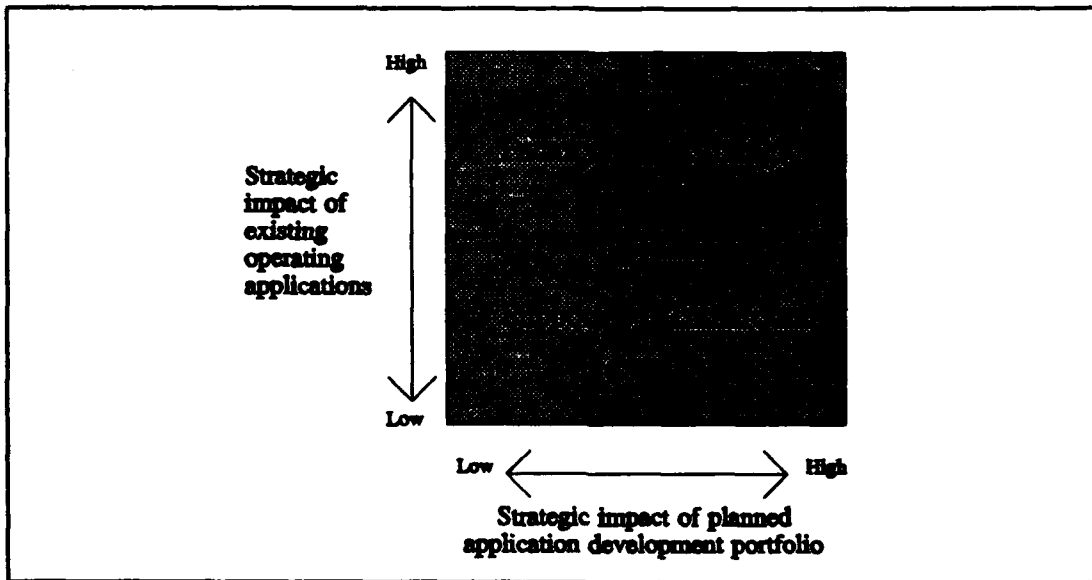 High
Strategic
impact of
existing
operating
applications
Low
Low
High
Strategic impact of planned
application development portfolio